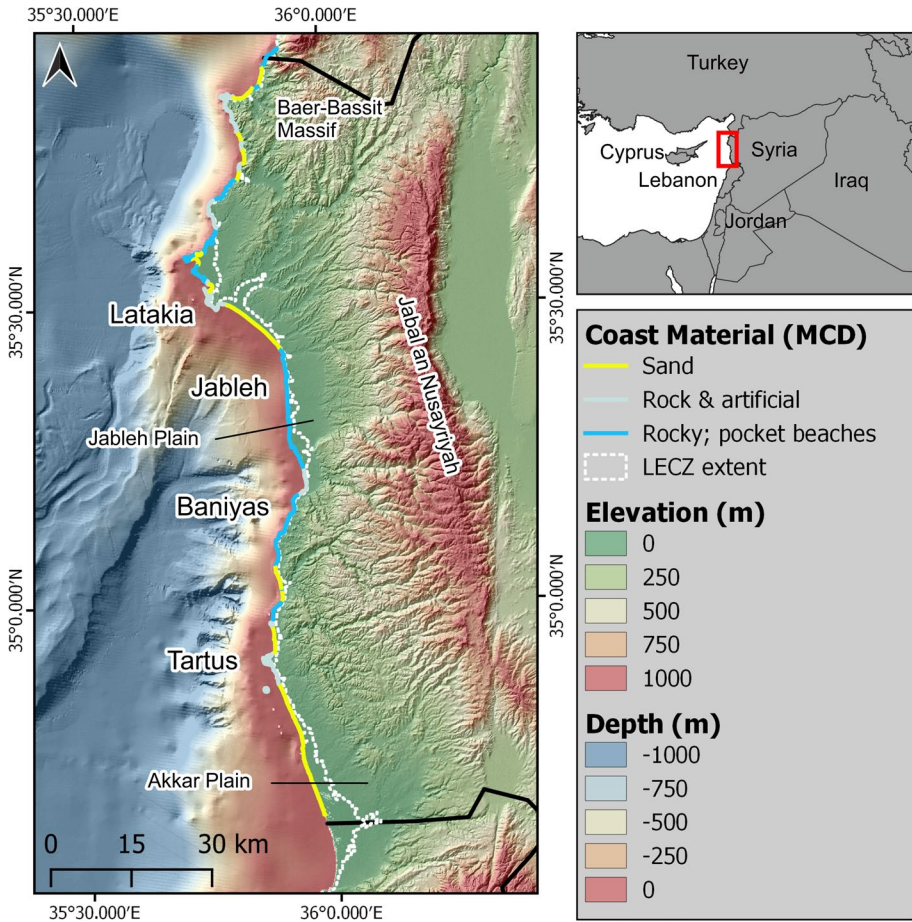 35°30.000′E
36°0.000′E
Baer-Bassit
Massif
35°30.000′N
35°30.000′N
Latakia
Jableh
Jabal an Nusayriyah
Jableh Plain
Baniyas
35°0.000′N
35°0.000′N
Tartus
Akkar Plain
0 15 30 km
35°30.000′E
36°0.000′E
Turkey
Cyprus
Syria
Lebanon
Iraq
Jordan
Coast Material (MCD)
Sand
Rock & artificial
Rocky; pocket beaches
LECZ extent
Elevation (m)
0
250
500
750
1000
Depth (m)
-1000
-750
-500
-250
0